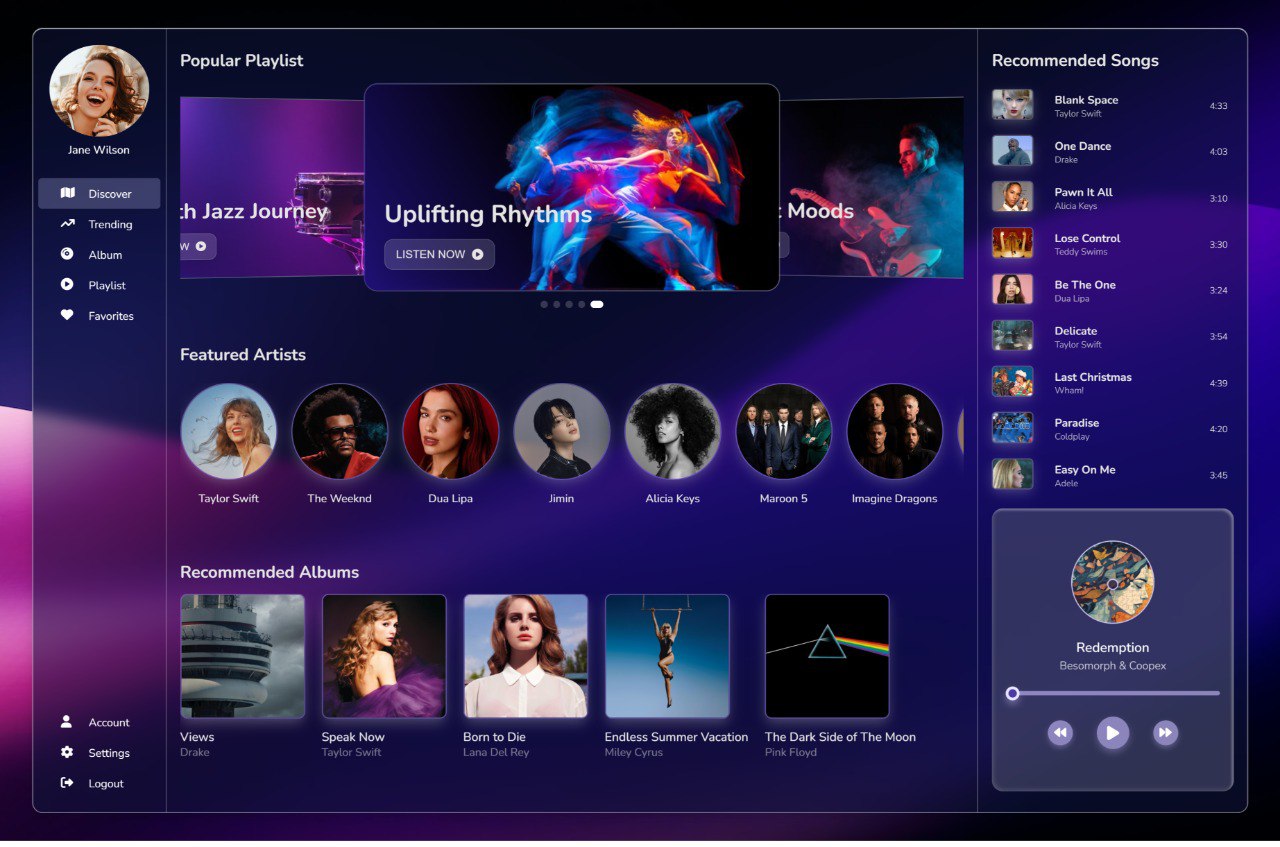 Jane Wilson
Discover
Trending
Album
Playlist
Favorites
Account
Settings
Logout
Popular Playlist
th Jazz Journey
W
Uplifting Rhythms
LISTEN NOW
t Moods
Featured Artists
Taylor Swift
The Weeknd
Dua Lipa
Jimin
Alicia Keys
Maroon 5
Imagine Dragons
Recommended Albums
Views
Drake
Speak Now
Taylor Swift
Born to Die
Lana Del Rey
Endless Summer Vacation
Miley Cyrus
The Dark Side of The Moon
Pink Floyd
Recommended Songs
Blank Space
Taylor Swift
4:33
One Dance
Drake
4:03
Pawn It All
Alicia Keys
3:10
Lose Control
Teddy Swims
3:30
Be The One
Dua Lipa
3:24
Delicate
Taylor Swift
3:54
Last Christmas
Wham!
4:39
Paradise
Coldplay
4:20
Easy On Me
Adele
3:45
Redemption
Besomorph & Coopex